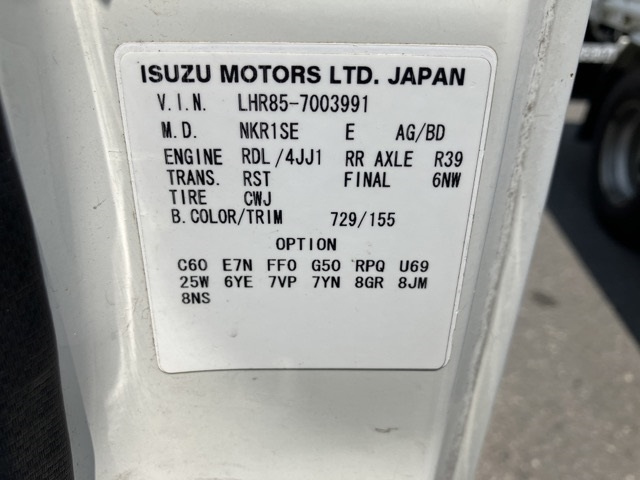 ISUZU MOTORS LTD. JAPAN
V.I.N. LHR85-7003991
M.D. NKR1SE E AG/BD
ENGINE RDL/4JJ1 RR AXLE R39
TRANS. RST FINAL 6NW
TIRE CWJ
B.COLOR/TRIM 729/155
OPTION
C60 E7N FF0 G50 RPQ U69
25W 6YE 7VP 7YN 8GR 8JM
8NS